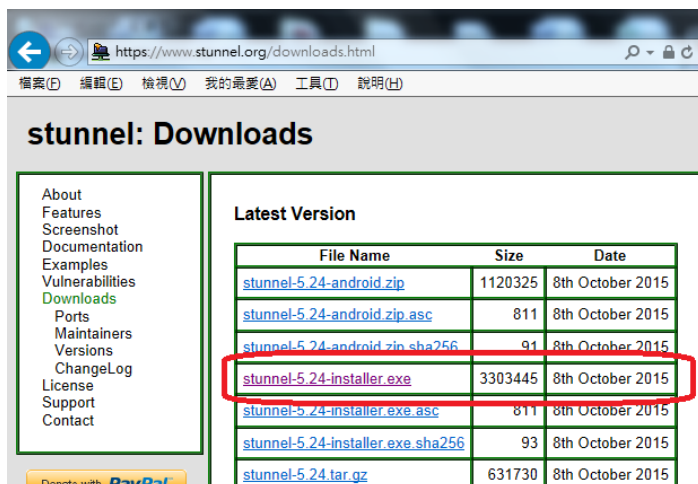 https://www.stunnel.org/downloads.html
檔案(F) 編輯(E) 檢視(V) 我的最愛(A) 工具(T) 說明(H)
stunnel: Downloads
About
Features
Screenshot
Documentation
Examples
Vulnerabilities
Downloads
Ports
Maintainers
Versions
ChangeLog
License
Support
Contact
Donate with PayPal
Latest Version
File Name Size Date
stunnel-5.24-android.zip 1120325 8th October 2015
stunnel-5.24-android.zip.asc 811 8th October 2015
stunnel-5.24-android.zip.sha256 91 8th October 2015
stunnel-5.24-installer.exe 3303445 8th October 2015
stunnel-5.24-installer.exe.asc 811 8th October 2015
stunnel-5.24-installer.exe.sha256 93 8th October 2015
stunnel-5.24.tar.gz 631730 8th October 2015